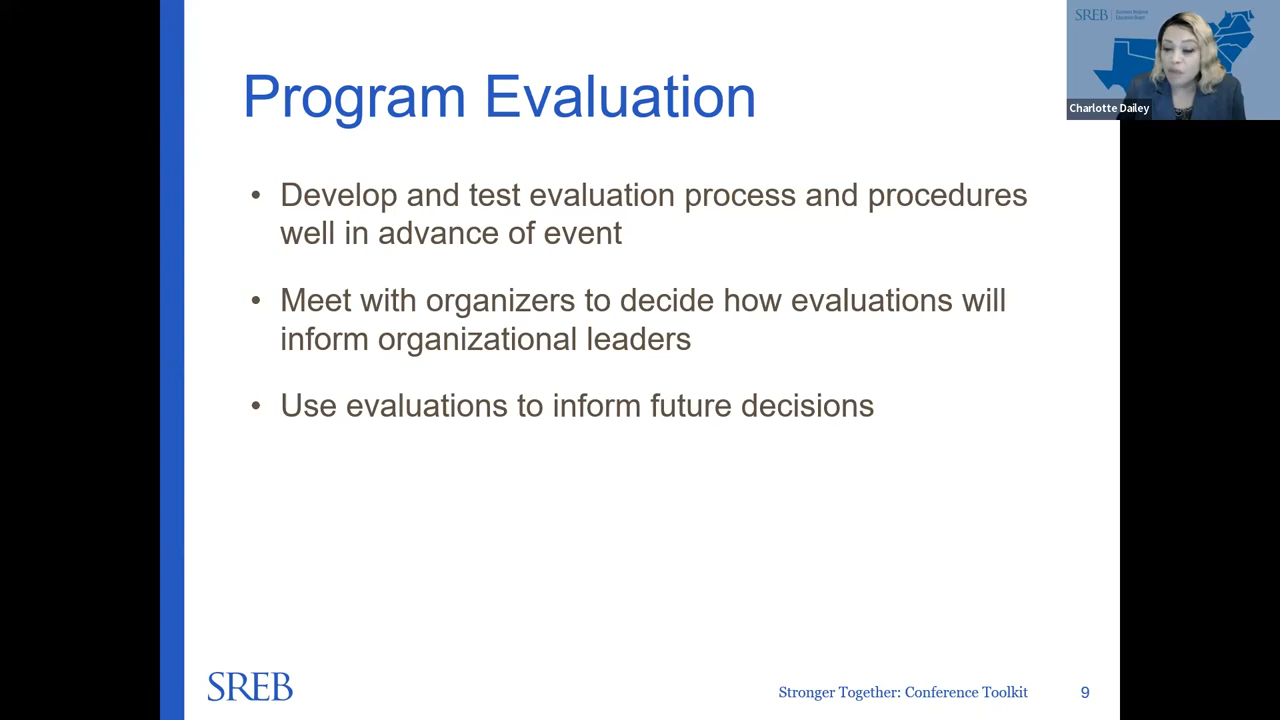 SREB
Charlotte Dailey
Program Evaluation
• Develop and test evaluation process and procedures
well in advance of event
• Meet with organizers to decide how evaluations will
inform organizational leaders
• Use evaluations to inform future decisions
SREB
Stronger Together: Conference Toolkit
9